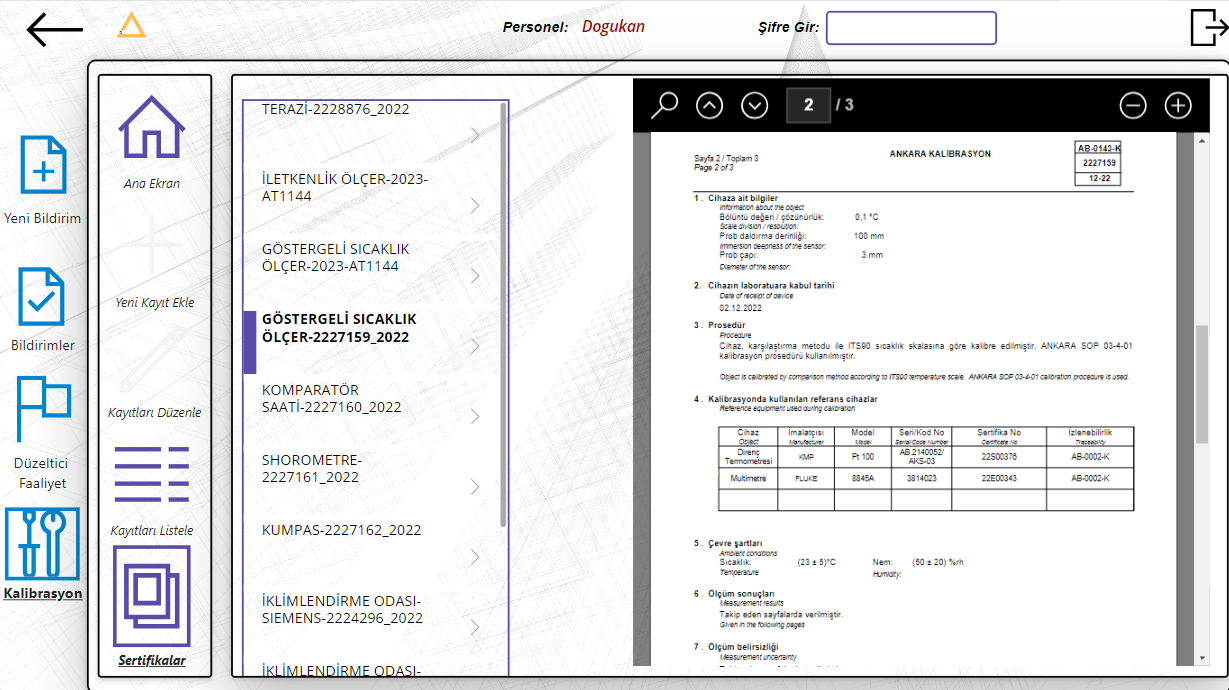 Personel: Dogukan Şifre Gir:
Yeni Bildirim
Bildirimler
Düzeltici
Faaliyet
Kalibrasyon
Ana Ekran
Yeni Kayıt Ekle
Kayıtları Düzenle
Kayıtları Listele
Sertifikalar
TERAZİ-2228876_2022
İLETKENLİK ÖLÇER-2023-
AT1144
GÖSTERGELİ SICAKLIK
ÖLÇER-2023-AT1144
GÖSTERGELİ SICAKLIK
ÖLÇER-2227159_2022
KOMPARATÖR
SAATİ-2227160_2022
SHOROMETRE-
2227161_2022
KUMPAS-2227162_2022
İKLİMLENDİRME ODASI-
SIEMENS-2224296_2022
İKLİMLENDİRME ODASI-
2 / 3
Sayfa 2 / Toplam 3
Page 2 of 3
ANKARA KALİBRASYON
AB-0143-K
2227159
12-22
1 . Cihaza ait bilgiler
Information about the object
Bölüntü değeri / çözünürlük: 0,1 °C
Scale division / resolution:
Prob daldırma derinliği: 100 mm
Immersion deepness of the sensor:
Prob çapı: 3 mm
Diameter of the sensor:
2. Cihazın laboratuara kabul tarihi
Date of receipt of device
02.12.2022
3 . Prosedür
Procedure
Cihaz, karşılaştırma metodu ile ITS90 sıcaklık skalasına göre kalibre edilmiştir. ANKARA SOP 03-4-01
kalibrasyon prosedürü kullanılmıştır.
Object is calibrated by comparison method according to ITS90 temperature scale. ANKARA SOP 03-4-01 calibration procedure is used.
4 . Kalibrasyonda kullanılan referans cihazlar
Reference equipment used during calibration
Cihaz İmalatçısı Model Seri/Kod No Sertifika No İzlenebilirlik
Object Manufacturer Model Serial/Code Number Certificate No Traceability
Direnç Termometresi KMP Pt 100 AB.2140052/ AKS-03 22S00376 AB-0002-K
Multimetre FLUKE 8845A 3814023 22E00343 AB-0002-K
5 . Çevre şartları
Ambient conditions
Sıcaklık: (23 ± 5)°C Nem: (50 ± 20) %rh
Temperature Humidity:
6 . Ölçüm sonuçları
Measurement results
Takip eden sayfalarda verilmiştir.
Given in the following pages
7 . Ölçüm belirsizliği
Measurement uncertainty